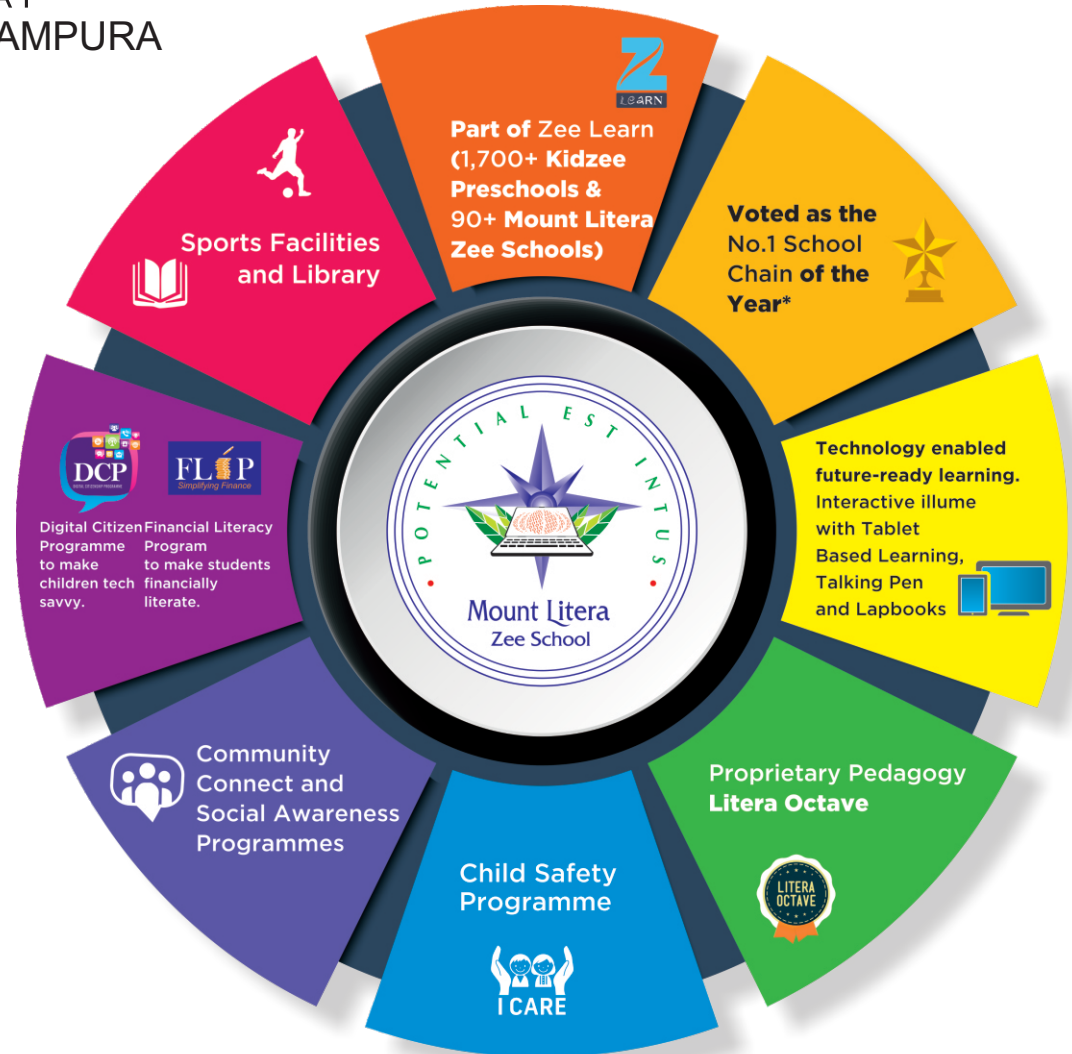 AMPURA
Z
LEARN
Part of Zee Learn
(1,700+ Kidzee
Preschools &
90+ Mount Litera
Zee Schools)
Voted as the
No.1 School
Chain of the
Year*
Technology enabled
future-ready learning.
Interactive illume
with Tablet
Based Learning,
Talking Pen
and Lapbooks
Proprietary Pedagogy
Litera Octave
LITERA
OCTAVE
Child Safety
Programme
I CARE
Community
Connect and
Social Awareness
Programmes
DCP
FLIP
Simplifying Finance
Digital Citizen
Programme
to make
children tech
savvy.
Financial Literacy
Program
to make students
financially
literate.
Sports Facilities
and Library
POTENTIAL EST INTUS
Mount Litera
Zee School